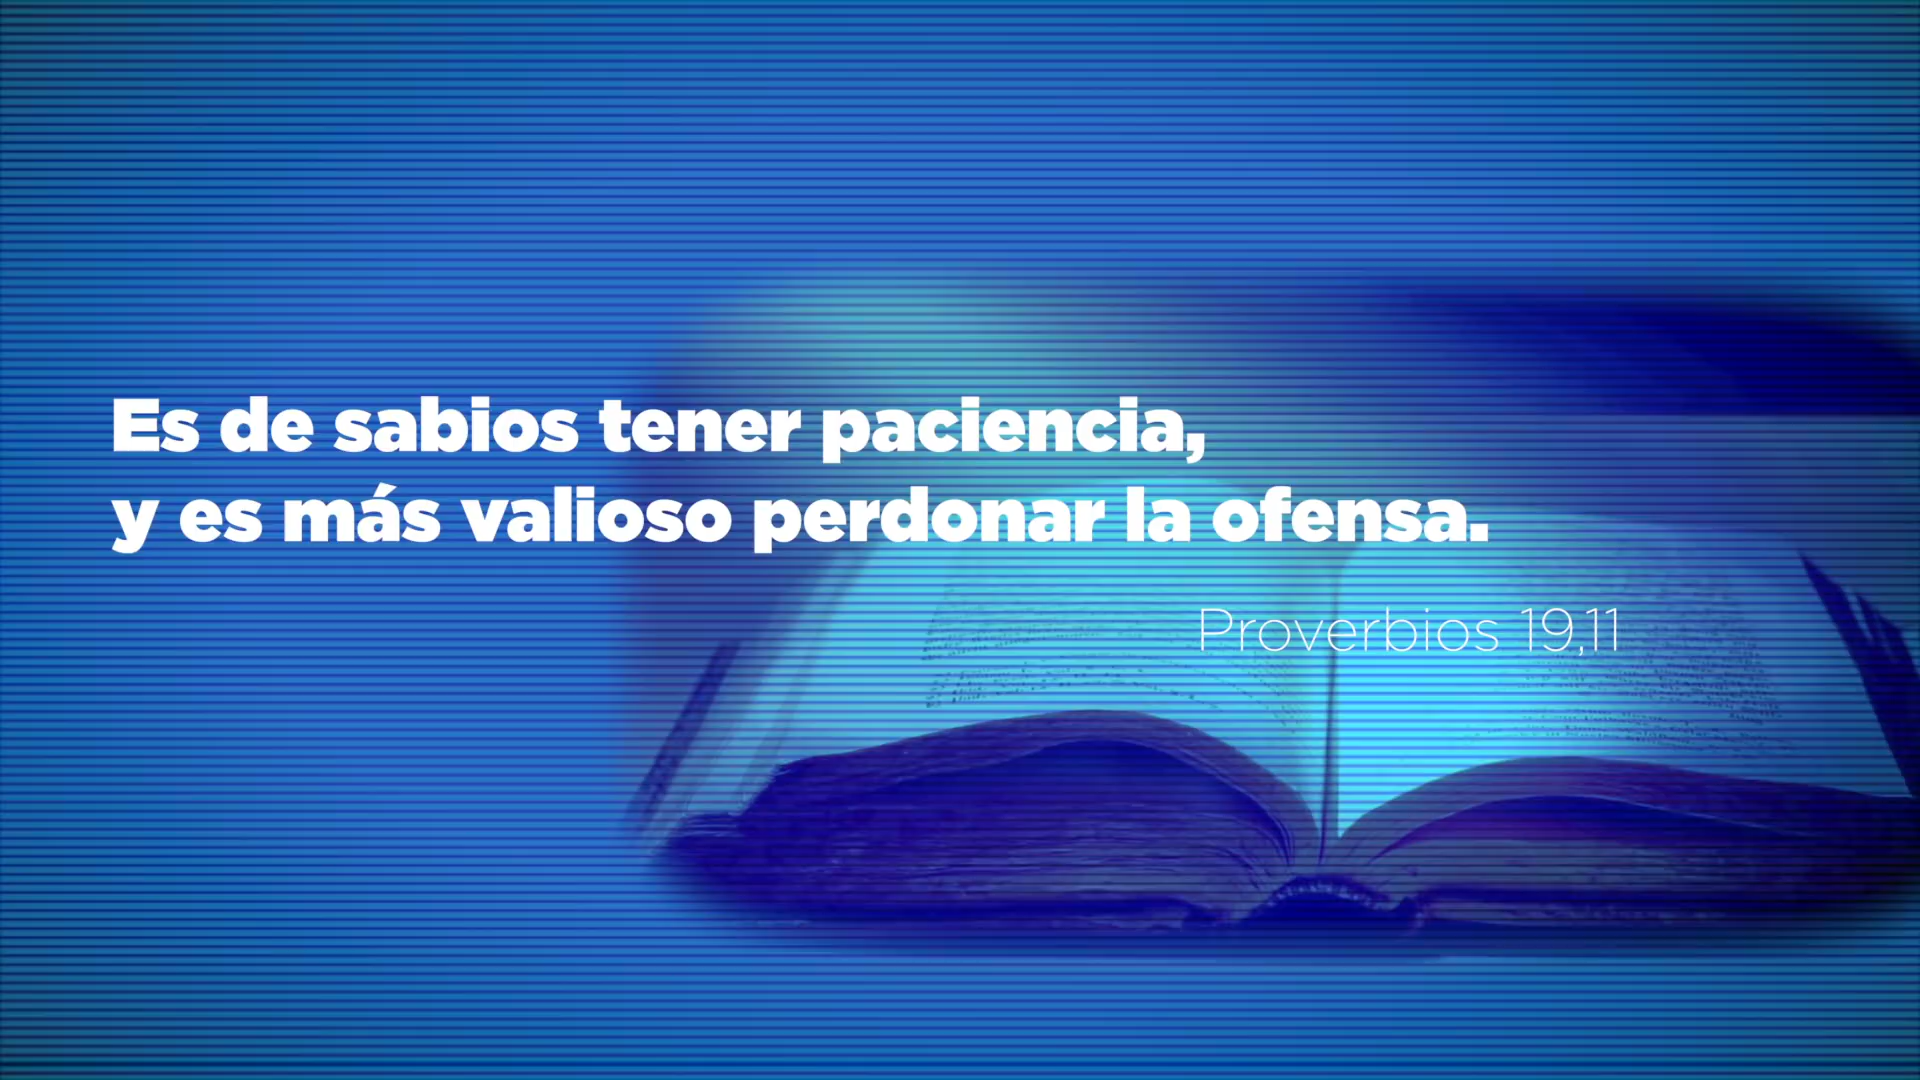 Es de sabios tener paciencia,
y es más valioso perdonar la ofensa.
Proverbios 19,11